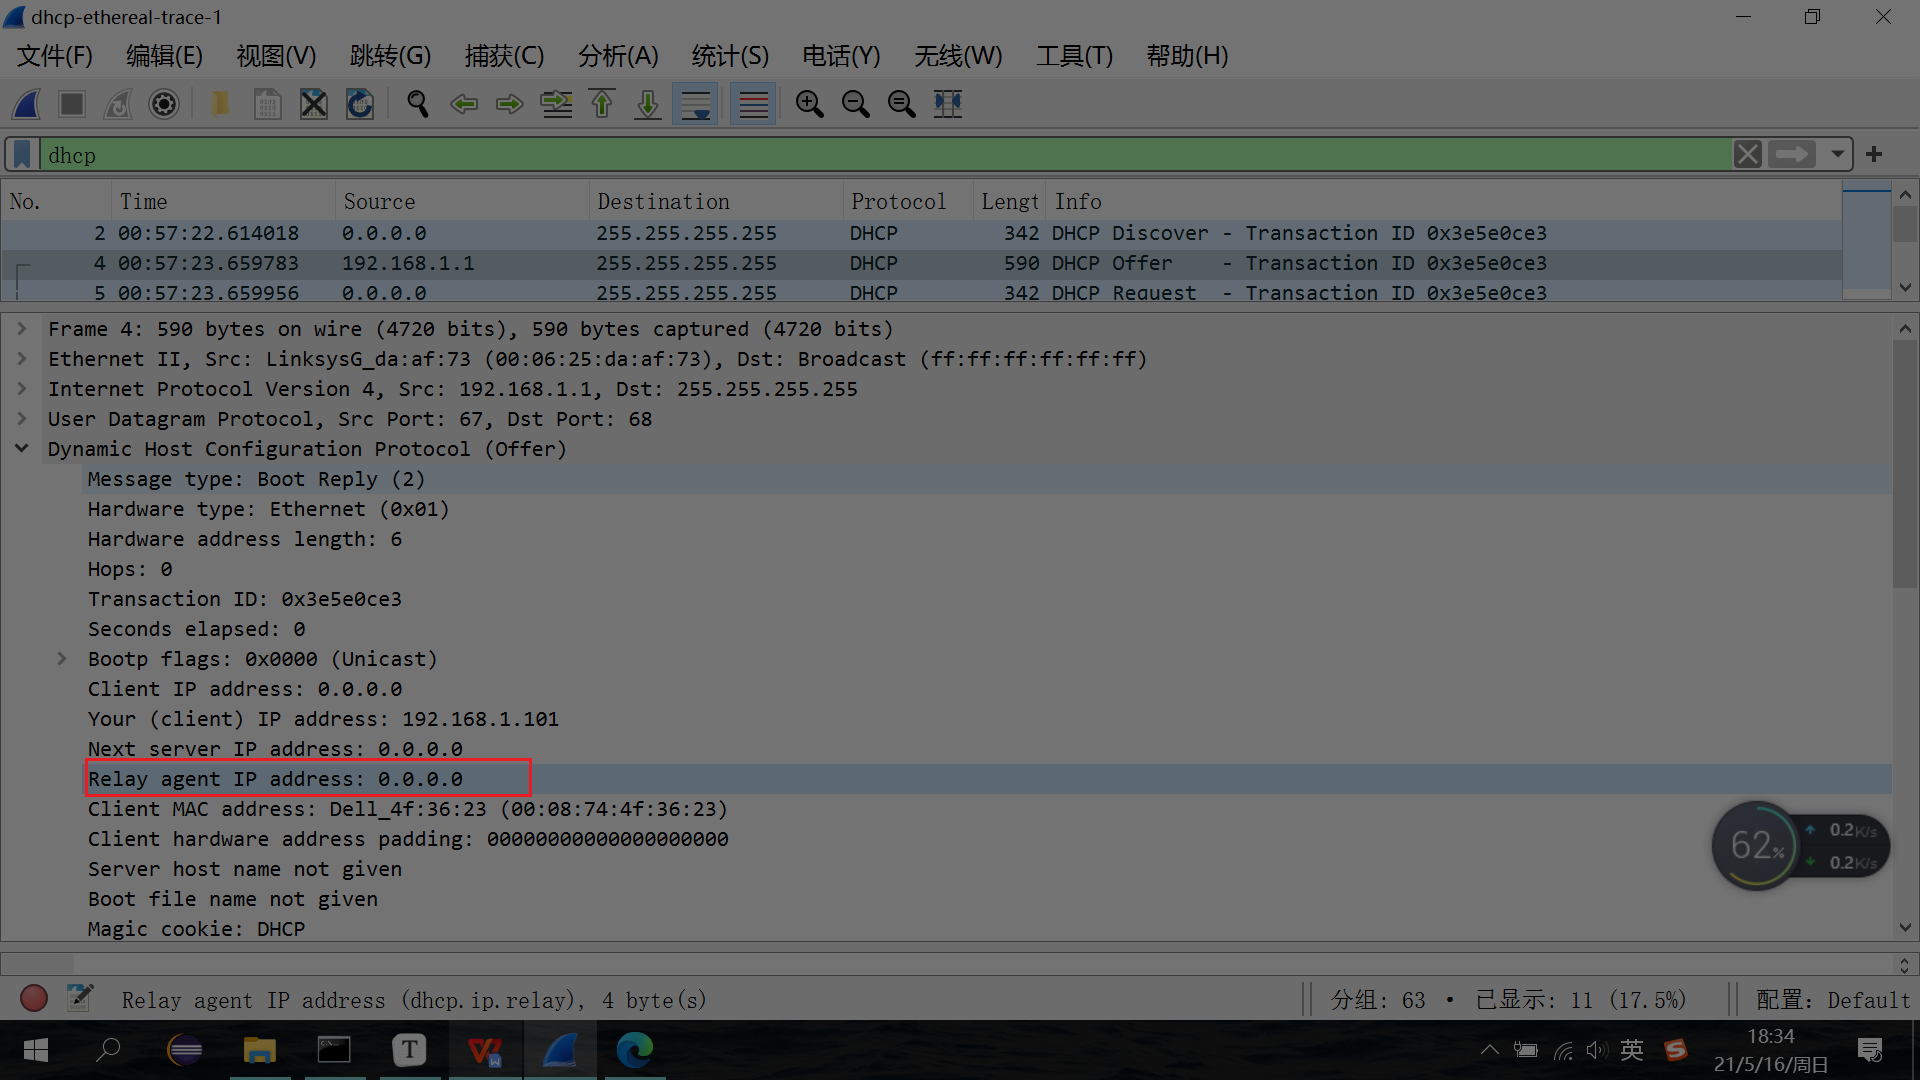 dhcp-ethereal-trace-1
文件(F) 编辑(E) 视图(V) 跳转(G) 捕获(C) 分析(A) 统计(S) 电话(Y) 无线(W) 工具(T) 帮助(H)
dhcp
No. Time Source Destination Protocol Lengt Info
2 00:57:22.614018 0.0.0.0 255.255.255.255 DHCP 342 DHCP Discover - Transaction ID 0x3e5e0ce3
4 00:57:23.659783 192.168.1.1 255.255.255.255 DHCP 590 DHCP Offer - Transaction ID 0x3e5e0ce3
5 00:57:23.659956 0.0.0.0 255.255.255.255 DHCP 342 DHCP Request - Transaction ID 0x3e5e0ce3
Frame 4: 590 bytes on wire (4720 bits), 590 bytes captured (4720 bits)
Ethernet II, Src: LinksysG_da:af:73 (00:06:25:da:af:73), Dst: Broadcast (ff:ff:ff:ff:ff:ff)
Internet Protocol Version 4, Src: 192.168.1.1, Dst: 255.255.255.255
User Datagram Protocol, Src Port: 67, Dst Port: 68
Dynamic Host Configuration Protocol (Offer)
Message type: Boot Reply (2)
Hardware type: Ethernet (0x01)
Hardware address length: 6
Hops: 0
Transaction ID: 0x3e5e0ce3
Seconds elapsed: 0
Bootp flags: 0x0000 (Unicast)
Client IP address: 0.0.0.0
Your (client) IP address: 192.168.1.101
Next server IP address: 0.0.0.0
Relay agent IP address: 0.0.0.0
Client MAC address: Dell_4f:36:23 (00:08:74:4f:36:23)
Client hardware address padding: 00000000000000000000
Server host name not given
Boot file name not given
Magic cookie: DHCP
62% 0.2K/s
0.2K/s
Relay agent IP address (dhcp.ip.relay), 4 byte(s) 分组: 63 · 已显示: 11 (17.5%) 配置: Default
T W 英 S 18:34
21/5/16/周日